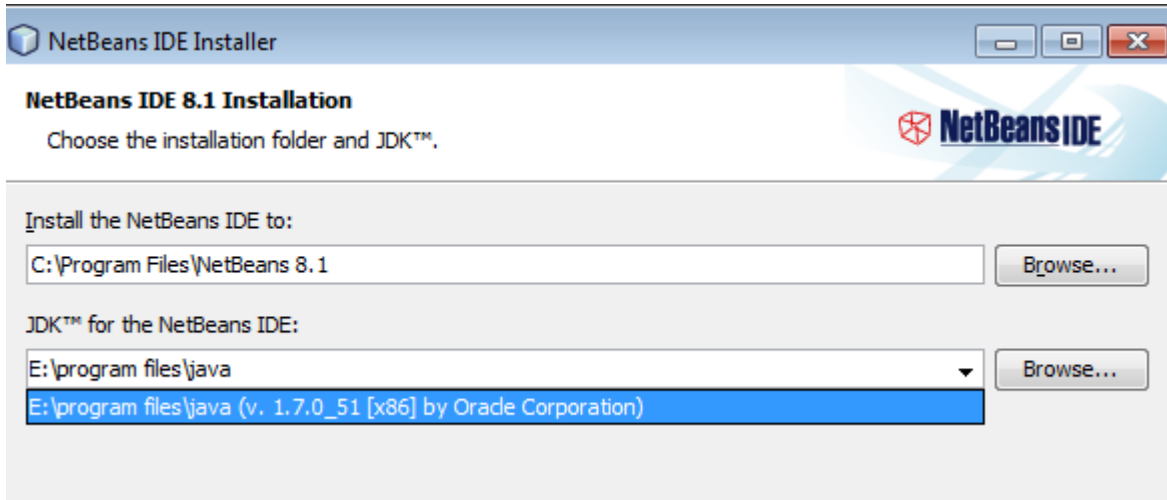 NetBeans IDE Installer
NetBeans IDE 8.1 Installation
Choose the installation folder and JDK™.
NetBeans IDE
Install the NetBeans IDE to:
C:\Program Files\NetBeans 8.1
Browse...
JDK™ for the NetBeans IDE:
E:\program files\java
Browse...
E:\program files\java (v. 1.7.0_51 [x86] by Oracle Corporation)